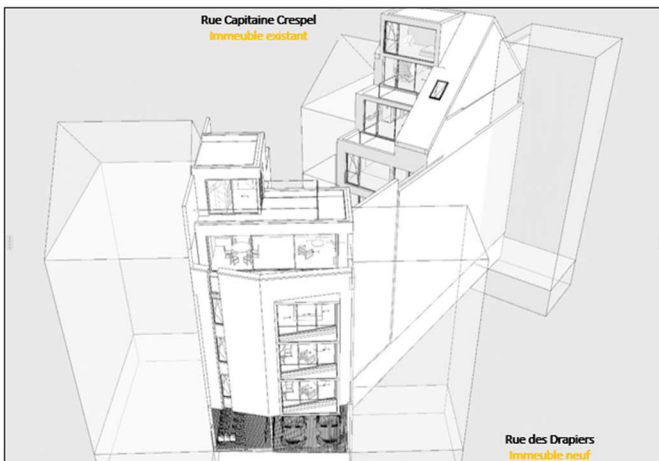 Rue Capitaine Crespel
Immeuble existant
Rue des Drapiers
Immeuble neuf